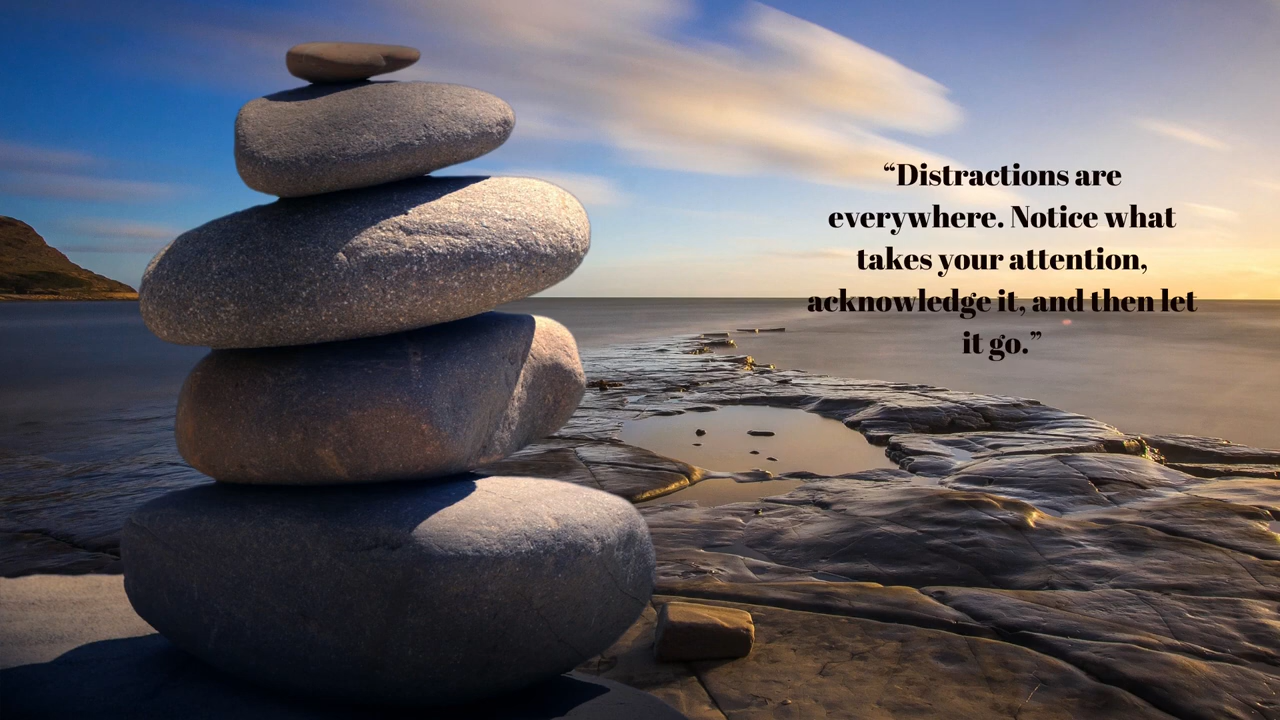 “Distractions are
everywhere. Notice what
takes your attention,
acknowledge it, and then let
it go.”